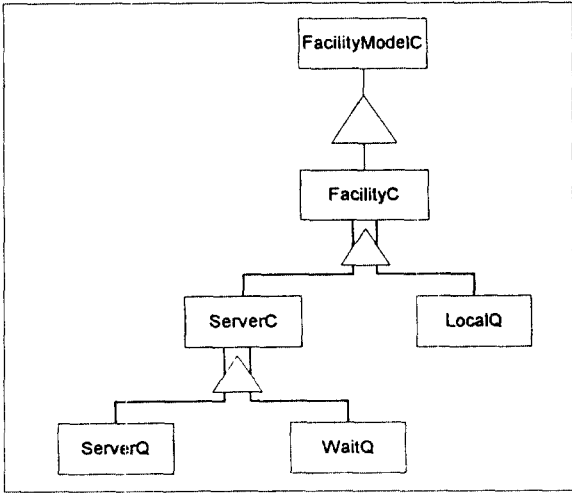 FacilityModelC
FacilityC
ServerC
LocalQ
ServerQ
WaitQ